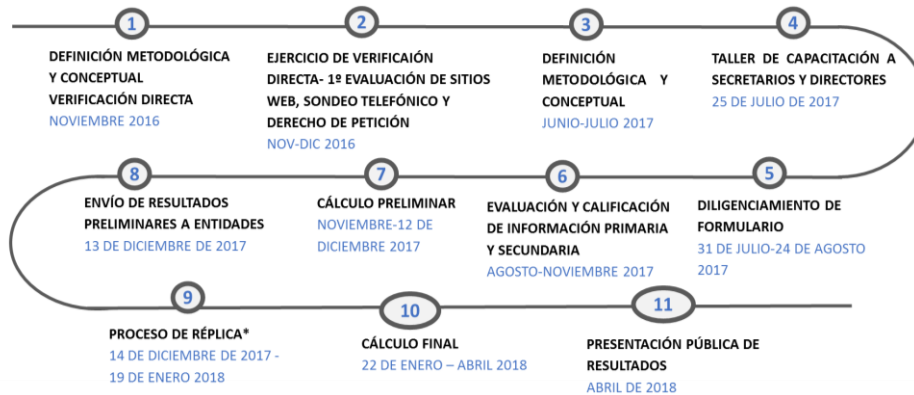 1
DEFINICIÓN METODOLÓGICA
Y CONCEPTUAL
VERIFICACIÓN DIRECTA
NOVIEMBRE 2016
2
EJERCICIO DE VERIFICAIÓN
DIRECTA- 1º EVALUACIÓN DE SITIOS
WEB, SONDEO TELEFÓNICO Y
DERECHO DE PETICIÓN
NOV-DIC 2016
3
DEFINICIÓN
METODOLÓGICA Y
CONCEPTUAL
JUNIO-JULIO 2017
4
TALLER DE CAPACITACIÓN A
SECRETARIOS Y DIRECTORES
25 DE JULIO DE 2017
5
DILIGENCIAMIENTO DE
FORMULARIO
31 DE JULIO-24 DE AGOSTO
2017
6
EVALUACIÓN Y CALIFICACIÓN
DE INFORMACIÓN PRIMARIA
Y SECUNDARIA
AGOSTO-NOVIEMBRE 2017
7
CÁLCULO PRELIMINAR
NOVIEMBRE-12 DE
DICIEMBRE 2017
8
ENVÍO DE RESULTADOS
PRELIMINARES A ENTIDADES
13 DE DICIEMBRE DE 2017
9
PROCESO DE RÉPLICA*
14 DE DICIEMBRE DE 2017 -
19 DE ENERO 2018
10
CÁLCULO FINAL
22 DE ENERO – ABRIL 2018
11
PRESENTACIÓN PÚBLICA DE
RESULTADOS
ABRIL DE 2018